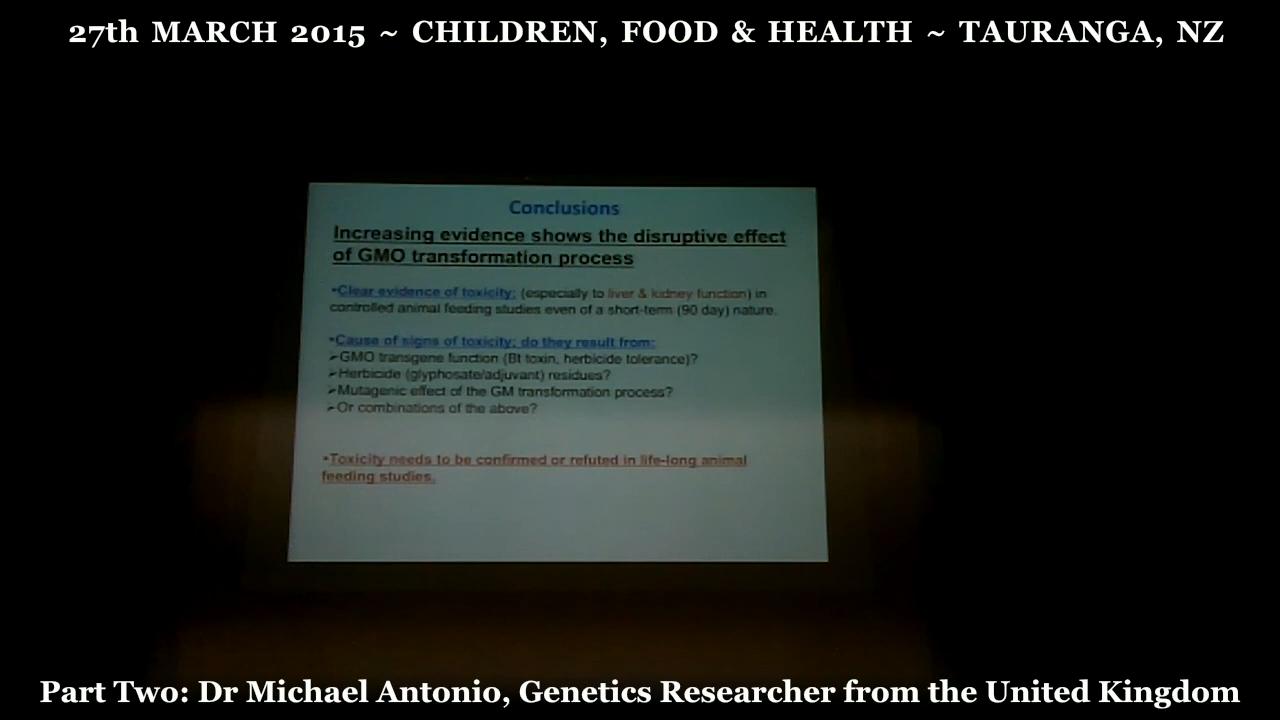 27th MARCH 2015 ~ CHILDREN, FOOD & HEALTH ~ TAURANGA, NZ
Conclusions
Increasing evidence shows the disruptive effect
of GMO transformation process
•Clear evidence of toxicity: (especially to liver & kidney function) in
controlled animal feeding studies even of a short-term (90 day) nature.
•Cause of signs of toxicity; do they result from:
➢GMO transgene function (Bt toxin, herbicide tolerance)?
➢Herbicide (glyphosate/adjuvant) residues?
➢Mutagenic effect of the GM transformation process?
➢Or combinations of the above?
•Toxicity needs to be confirmed or refuted in life-long animal
feeding studies.
Part Two: Dr Michael Antonio, Genetics Researcher from the United Kingdom